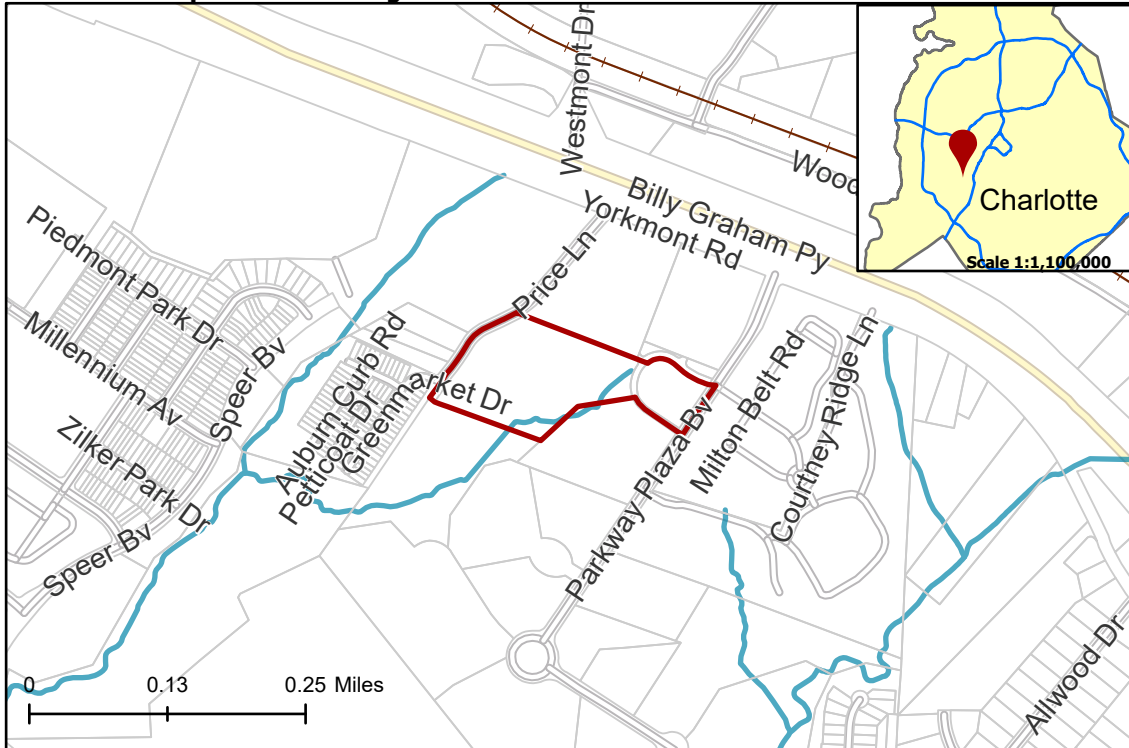 Westmont Dr
Wood
Billy Graham Py
Yorkmont Rd
Charlotte
Scale 1:1,100,000
Piedmont Park Dr
Price Ln
Millennium Av
Speer Bv
Auburn Curb Rd
Petticoat Dr
Greenmarket Dr
Milton Belt Rd
Courtney Ridge Ln
Zilker Park Dr
Speer Bv
Parkway Plaza Bv
Allwood Dr
0 0.13 0.25 Miles